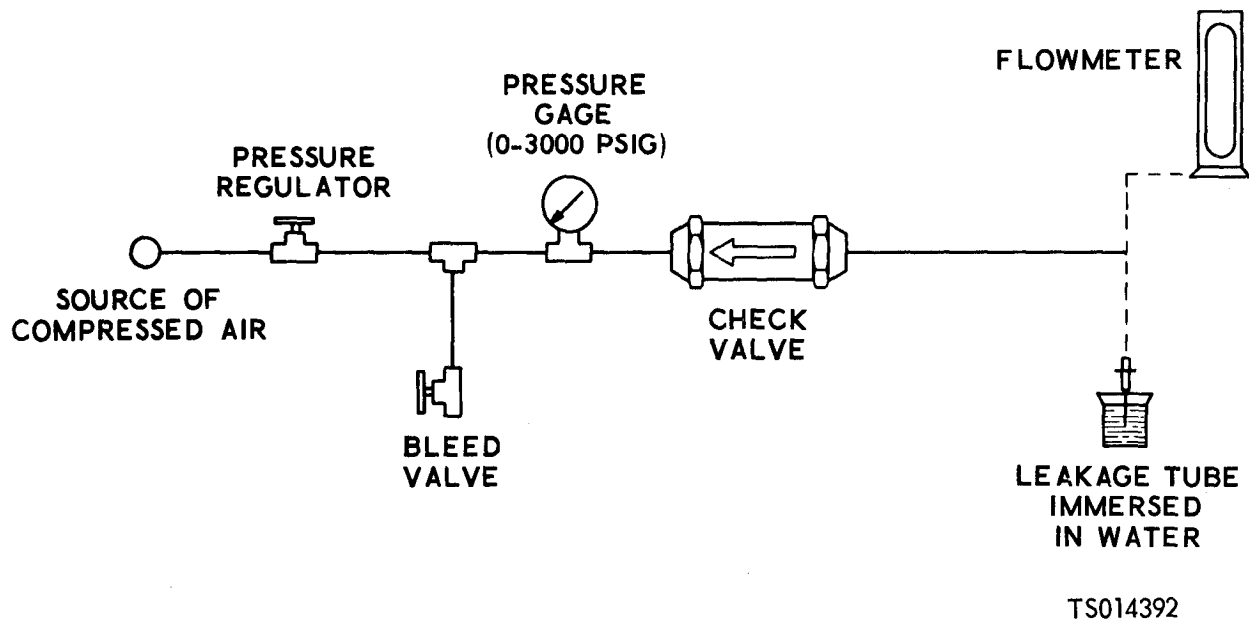 FLOWMETER
PRESSURE
GAGE
(0-3000 PSIG)
PRESSURE
REGULATOR
SOURCE OF
COMPRESSED AIR
CHECK
VALVE
BLEED
VALVE
LEAKAGE TUBE
IMMERSED
IN WATER
TS014392